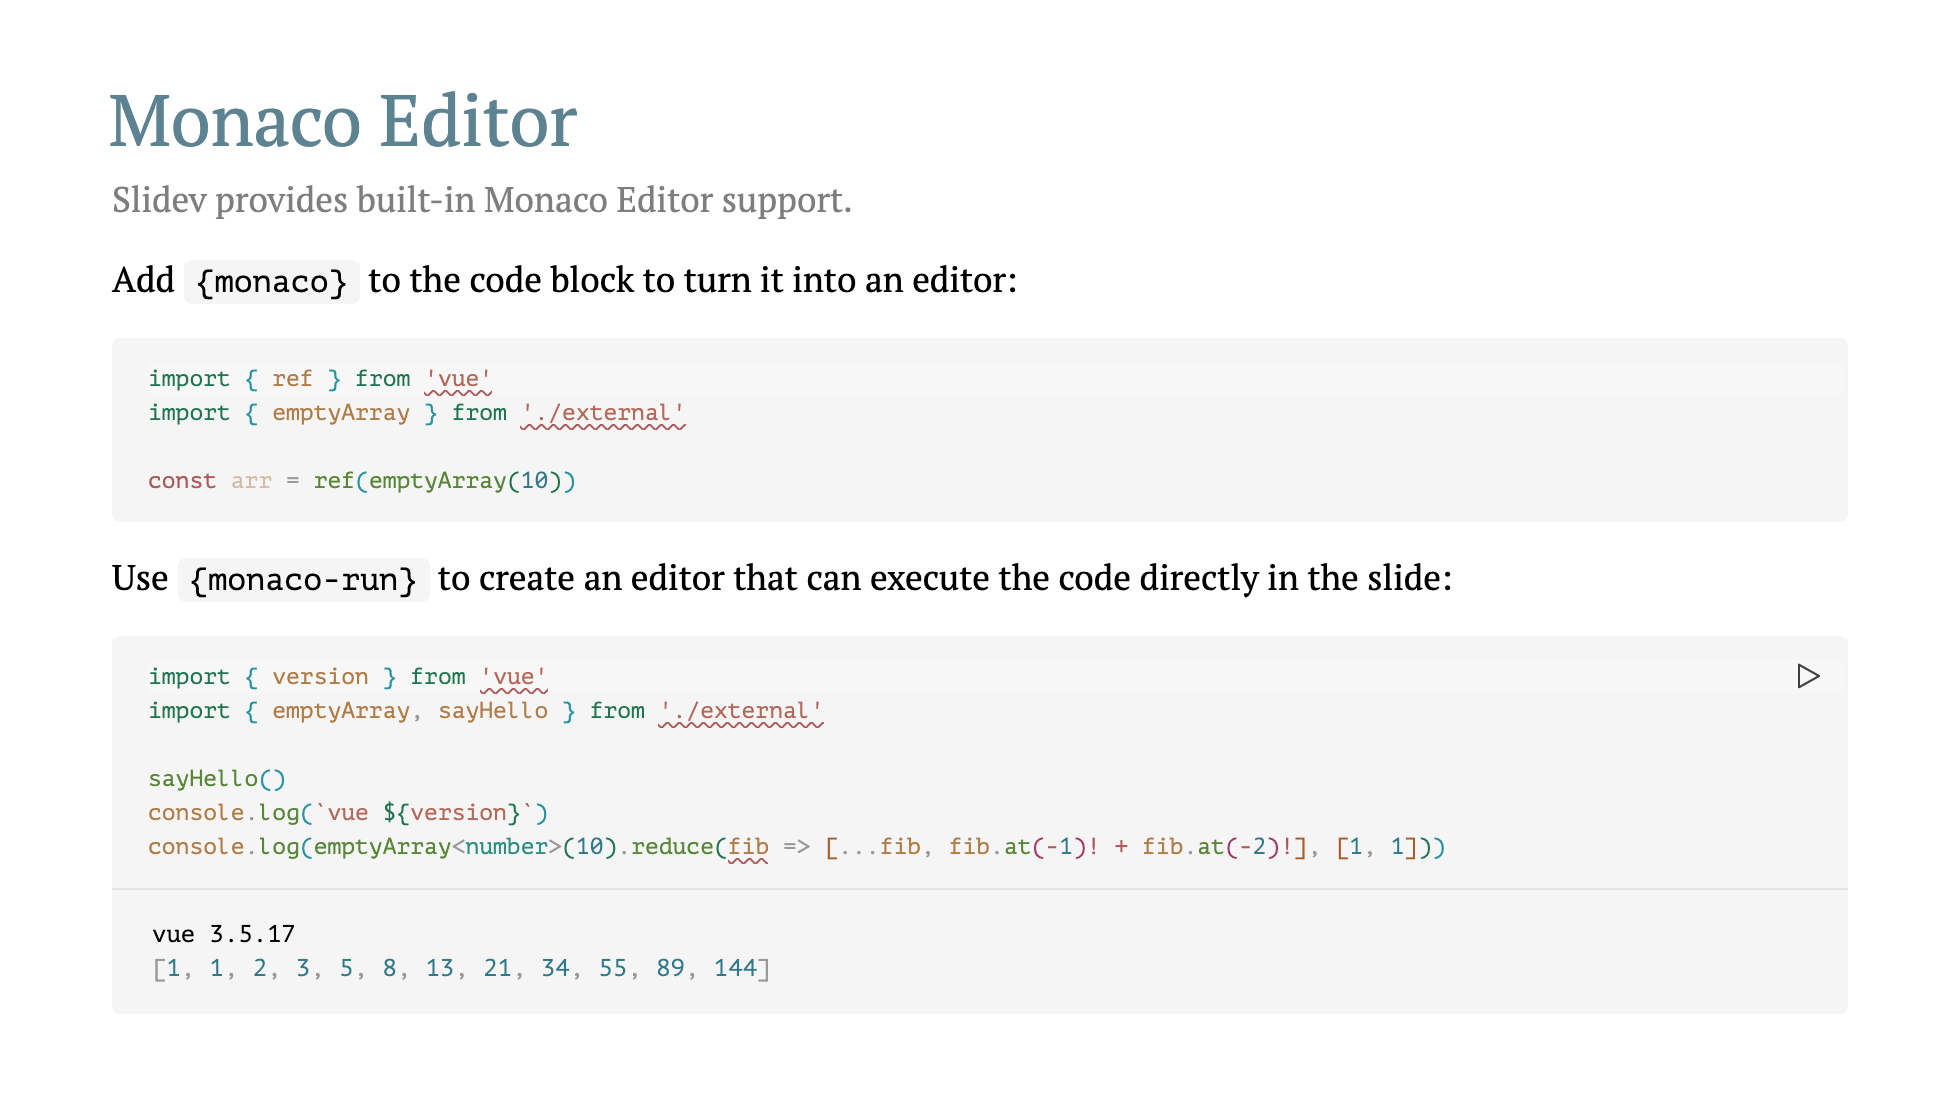 Monaco Editor
Slidev provides built-in Monaco Editor support.
Add {monaco} to the code block to turn it into an editor:
import { ref } from 'vue'
import { emptyArray } from './external'
const arr = ref(emptyArray(10))
Use {monaco-run} to create an editor that can execute the code directly in the slide:
import { version } from 'vue'
import { emptyArray, sayHello } from './external'
sayHello()
console.log(`vue ${version}`)
console.log(emptyArray<number>(10).reduce(fib => [...fib, fib.at(-1)! + fib.at(-2)!], [1, 1]))
vue 3.5.17
[1, 1, 2, 3, 5, 8, 13, 21, 34, 55, 89, 144]